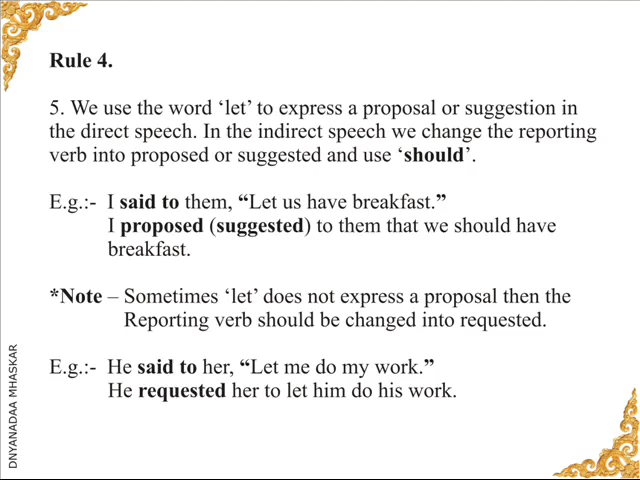 Rule 4.
5. We use the word ‘let’ to express a proposal or suggestion in
the direct speech. In the indirect speech we change the reporting
verb into proposed or suggested and use ‘should’.
E.g.:- I said to them, “Let us have breakfast.”
I proposed (suggested) to them that we should have
breakfast.
*Note – Sometimes ‘let’ does not express a proposal then the
Reporting verb should be changed into requested.
E.g.:- He said to her, “Let me do my work.”
He requested her to let him do his work.
DNYANADAA MHASKAR